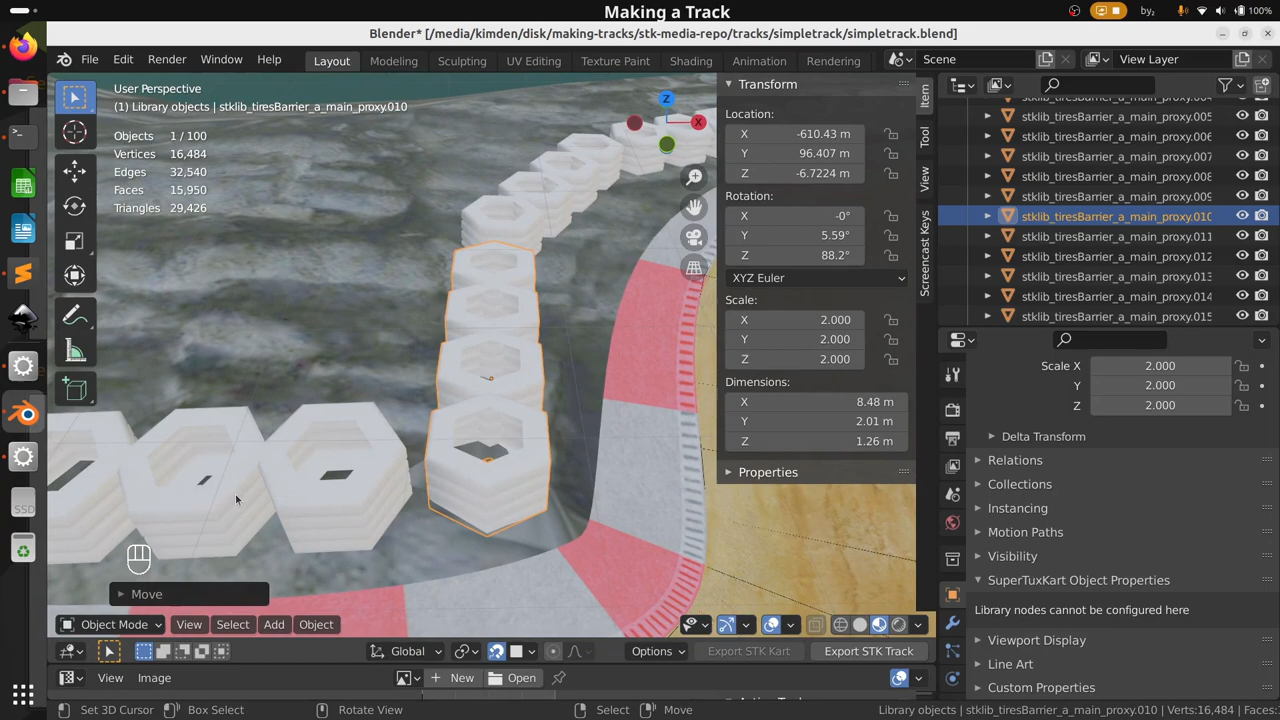 Making a Track
by₂
100%
Blender* [/media/kimden/disk/making-tracks/stk-media-repo/tracks/simpletrack/simpletrack.blend]
File Edit Render Window Help
Layout Modeling Sculpting UV Editing Texture Paint Shading Animation Rendering
Scene
View Layer
User Perspective
(1) Library objects | stklib_tiresBarrier_a_main_proxy.010
Objects 1 / 100
Vertices 16,484
Edges 32,540
Faces 15,950
Triangles 29,426
Z
X
Transform
Location:
X -610.43 m
Y 96.407 m
Z -6.7224 m
Rotation:
X -0°
Y 5.59°
Z 88.2°
XYZ Euler
Scale:
X 2.000
Y 2.000
Z 2.000
Dimensions:
X 8.48 m
Y 2.01 m
Z 1.26 m
Properties
Item
Tool
View
Screencast Keys
stklib_tiresBarrier_a_main_proxy.005
stklib_tiresBarrier_a_main_proxy.006
stklib_tiresBarrier_a_main_proxy.007
stklib_tiresBarrier_a_main_proxy.008
stklib_tiresBarrier_a_main_proxy.009
stklib_tiresBarrier_a_main_proxy.010
stklib_tiresBarrier_a_main_proxy.011
stklib_tiresBarrier_a_main_proxy.012
stklib_tiresBarrier_a_main_proxy.013
stklib_tiresBarrier_a_main_proxy.014
stklib_tiresBarrier_a_main_proxy.015
Scale X 2.000
Y 2.000
Z 2.000
Delta Transform
Relations
Collections
Instancing
Motion Paths
Visibility
SuperTuxKart Object Properties
Library nodes cannot be configured here
Viewport Display
Line Art
Custom Properties
SSD
Move
Object Mode View Select Add Object
Global
Options
Export STK Kart
Export STK Track
View Image
New
Open
Set 3D Cursor
Box Select
Rotate View
Select
Move
Library objects | stklib_tiresBarrier_a_main_proxy.010 | Verts:16,484 | Faces: